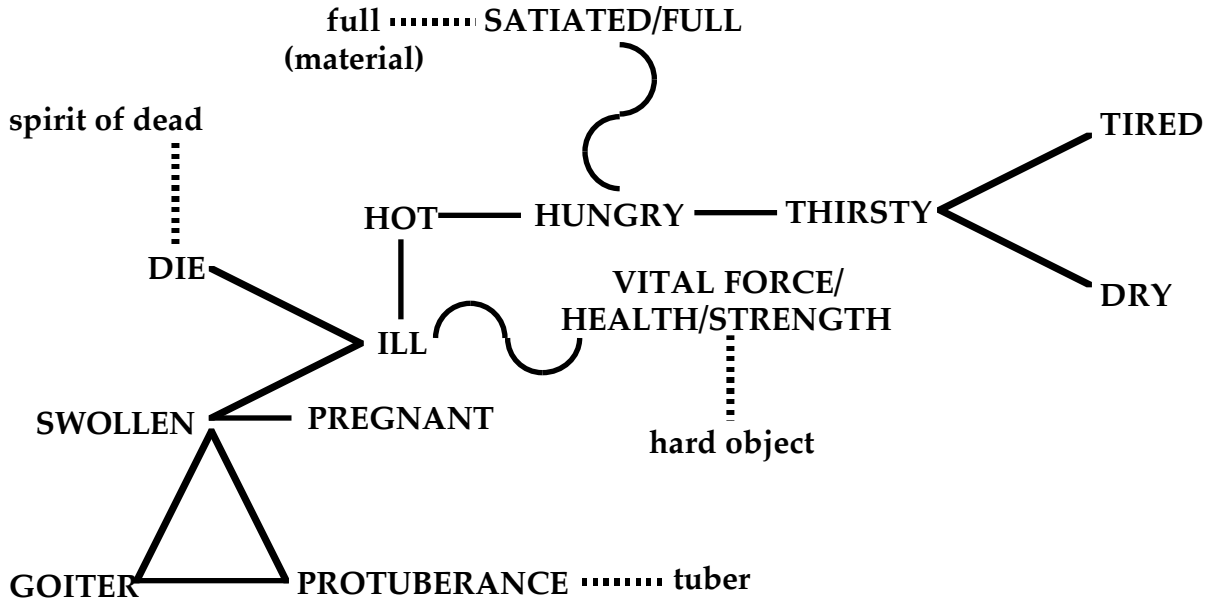 full SATIATED/FULL
(material)
spirit of dead
TIRED
HOT HUNGRY THIRSTY
DIE
VITAL FORCE/
HEALTH/STRENGTH
DRY
ILL
SWOLLEN PREGNANT
hard object
GOITER PROTUBERANCE tuber